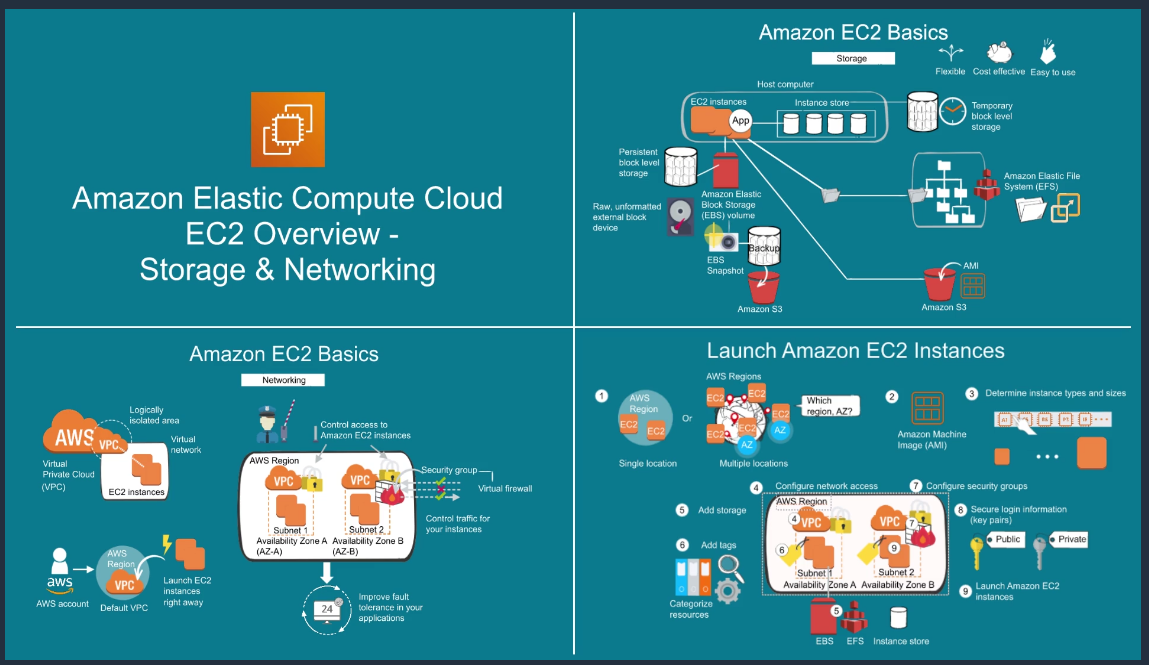 Amazon Elastic Compute Cloud
EC2 Overview -
Storage & Networking
Amazon EC2 Basics
Storage
Flexible
Cost effective
Easy to use
Host computer
EC2 instances
App
Instance store
Temporary
block level
storage
Persistent
block level
storage
Amazon Elastic
Block Storage
(EBS) volume
Raw, unformatted
external block
device
EBS
Snapshot
Backup
Amazon S3
Amazon Elastic File
System (EFS)
AMI
Amazon S3
Amazon EC2 Basics
Networking
AWS
VPC
Logically
isolated area
Virtual
network
Virtual
Private Cloud
(VPC)
EC2 instances
aws
AWS account
AWS
Region
VPC
Default VPC
Launch EC2
instances
right away
Control access to
Amazon EC2 instances
AWS Region
VPC
VPC
Subnet 1
Subnet 2
Availability Zone A
(AZ-A)
Availability Zone B
(AZ-B)
Security group
Virtual firewall
Control traffic for
your instances
24
Improve fault
tolerance in your
applications
Launch Amazon EC2 Instances
1
AWS
Region
EC2
EC2
Single location
Or
AWS Regions
EC2
EC2
EC2
EC2
EC2
AZ
AZ
Multiple locations
Which
region, AZ?
2
Amazon Machine
Image (AMI)
3
Determine instance types and sizes
4
Configure network access
7
Configure security groups
5
Add storage
6
Add tags
Categorize
resources
AWS Region
4
VPC
VPC
7
6
9
Subnet 1
Subnet 2
Availability Zone A
Availability Zone B
5
EBS
EFS
Instance store
8
Secure login information
(key pairs)
Public
Private
9
Launch Amazon EC2
instances